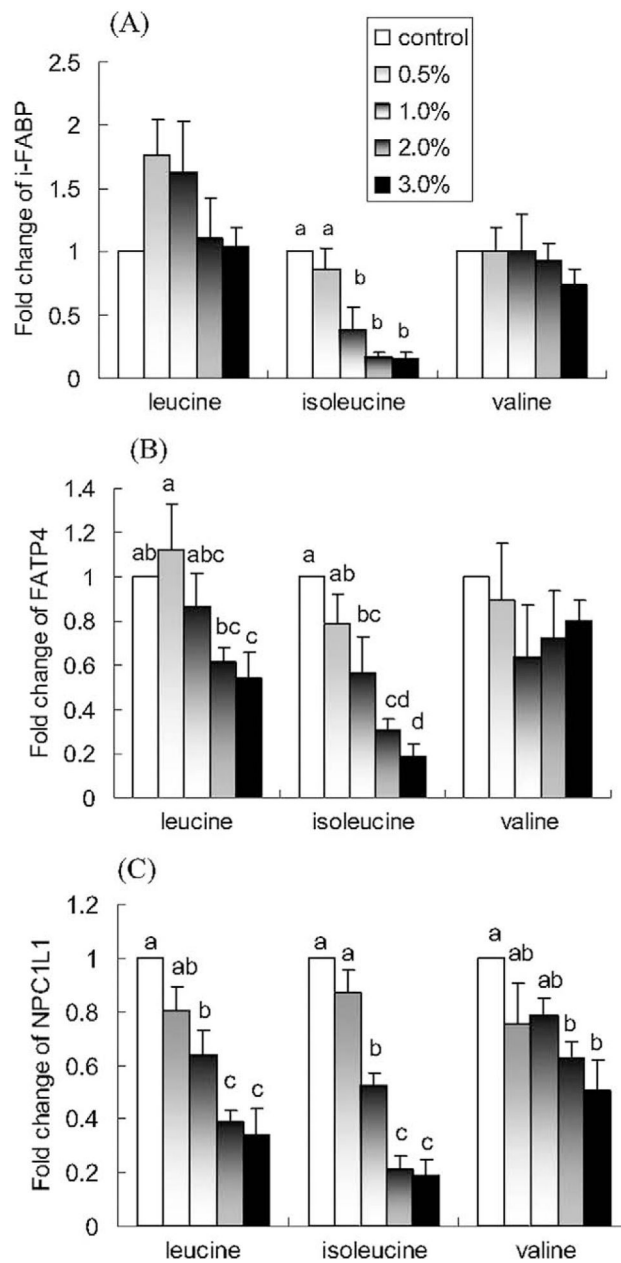 (A)
control
0.5%
1.0%
2.0%
3.0%
Fold change of i-FABP
2.5
2
1.5
1
0.5
0
a a b b b
leucine isoleucine valine
(B)
Fold change of FATP4
1.4
1.2
1
0.8
0.6
0.4
0.2
0
ab a abc bc c a ab bc cd d
leucine isoleucine valine
(C)
Fold change of NPC1L1
1.2
1
0.8
0.6
0.4
0.2
0
a ab b c c a a b c c a ab ab b b
leucine isoleucine valine